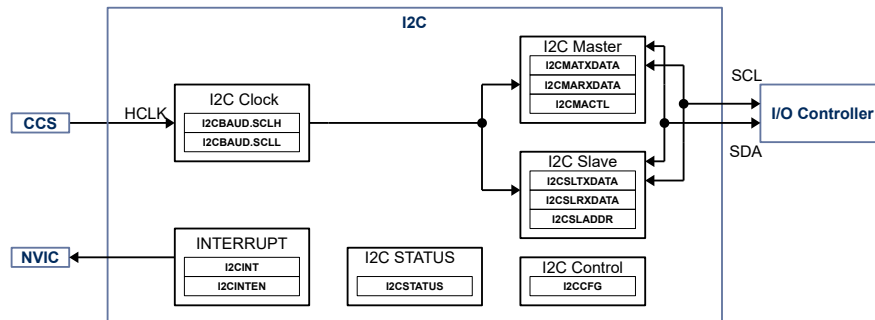 I2C
I2C Master
I2CMATXDATA
I2CMARXDATA
I2CMACTL
SCL
I2C Clock
I2CBAUD.SCLH
I2CBAUD.SCLL
CCS
HCLK
I/O Controller
SDA
I2C Slave
I2CSLTXDATA
I2CSLRXDATA
I2CSLADDR
NVIC
INTERRUPT
I2CINT
I2CINTEN
I2C STATUS
I2CSTATUS
I2C Control
I2CCFG